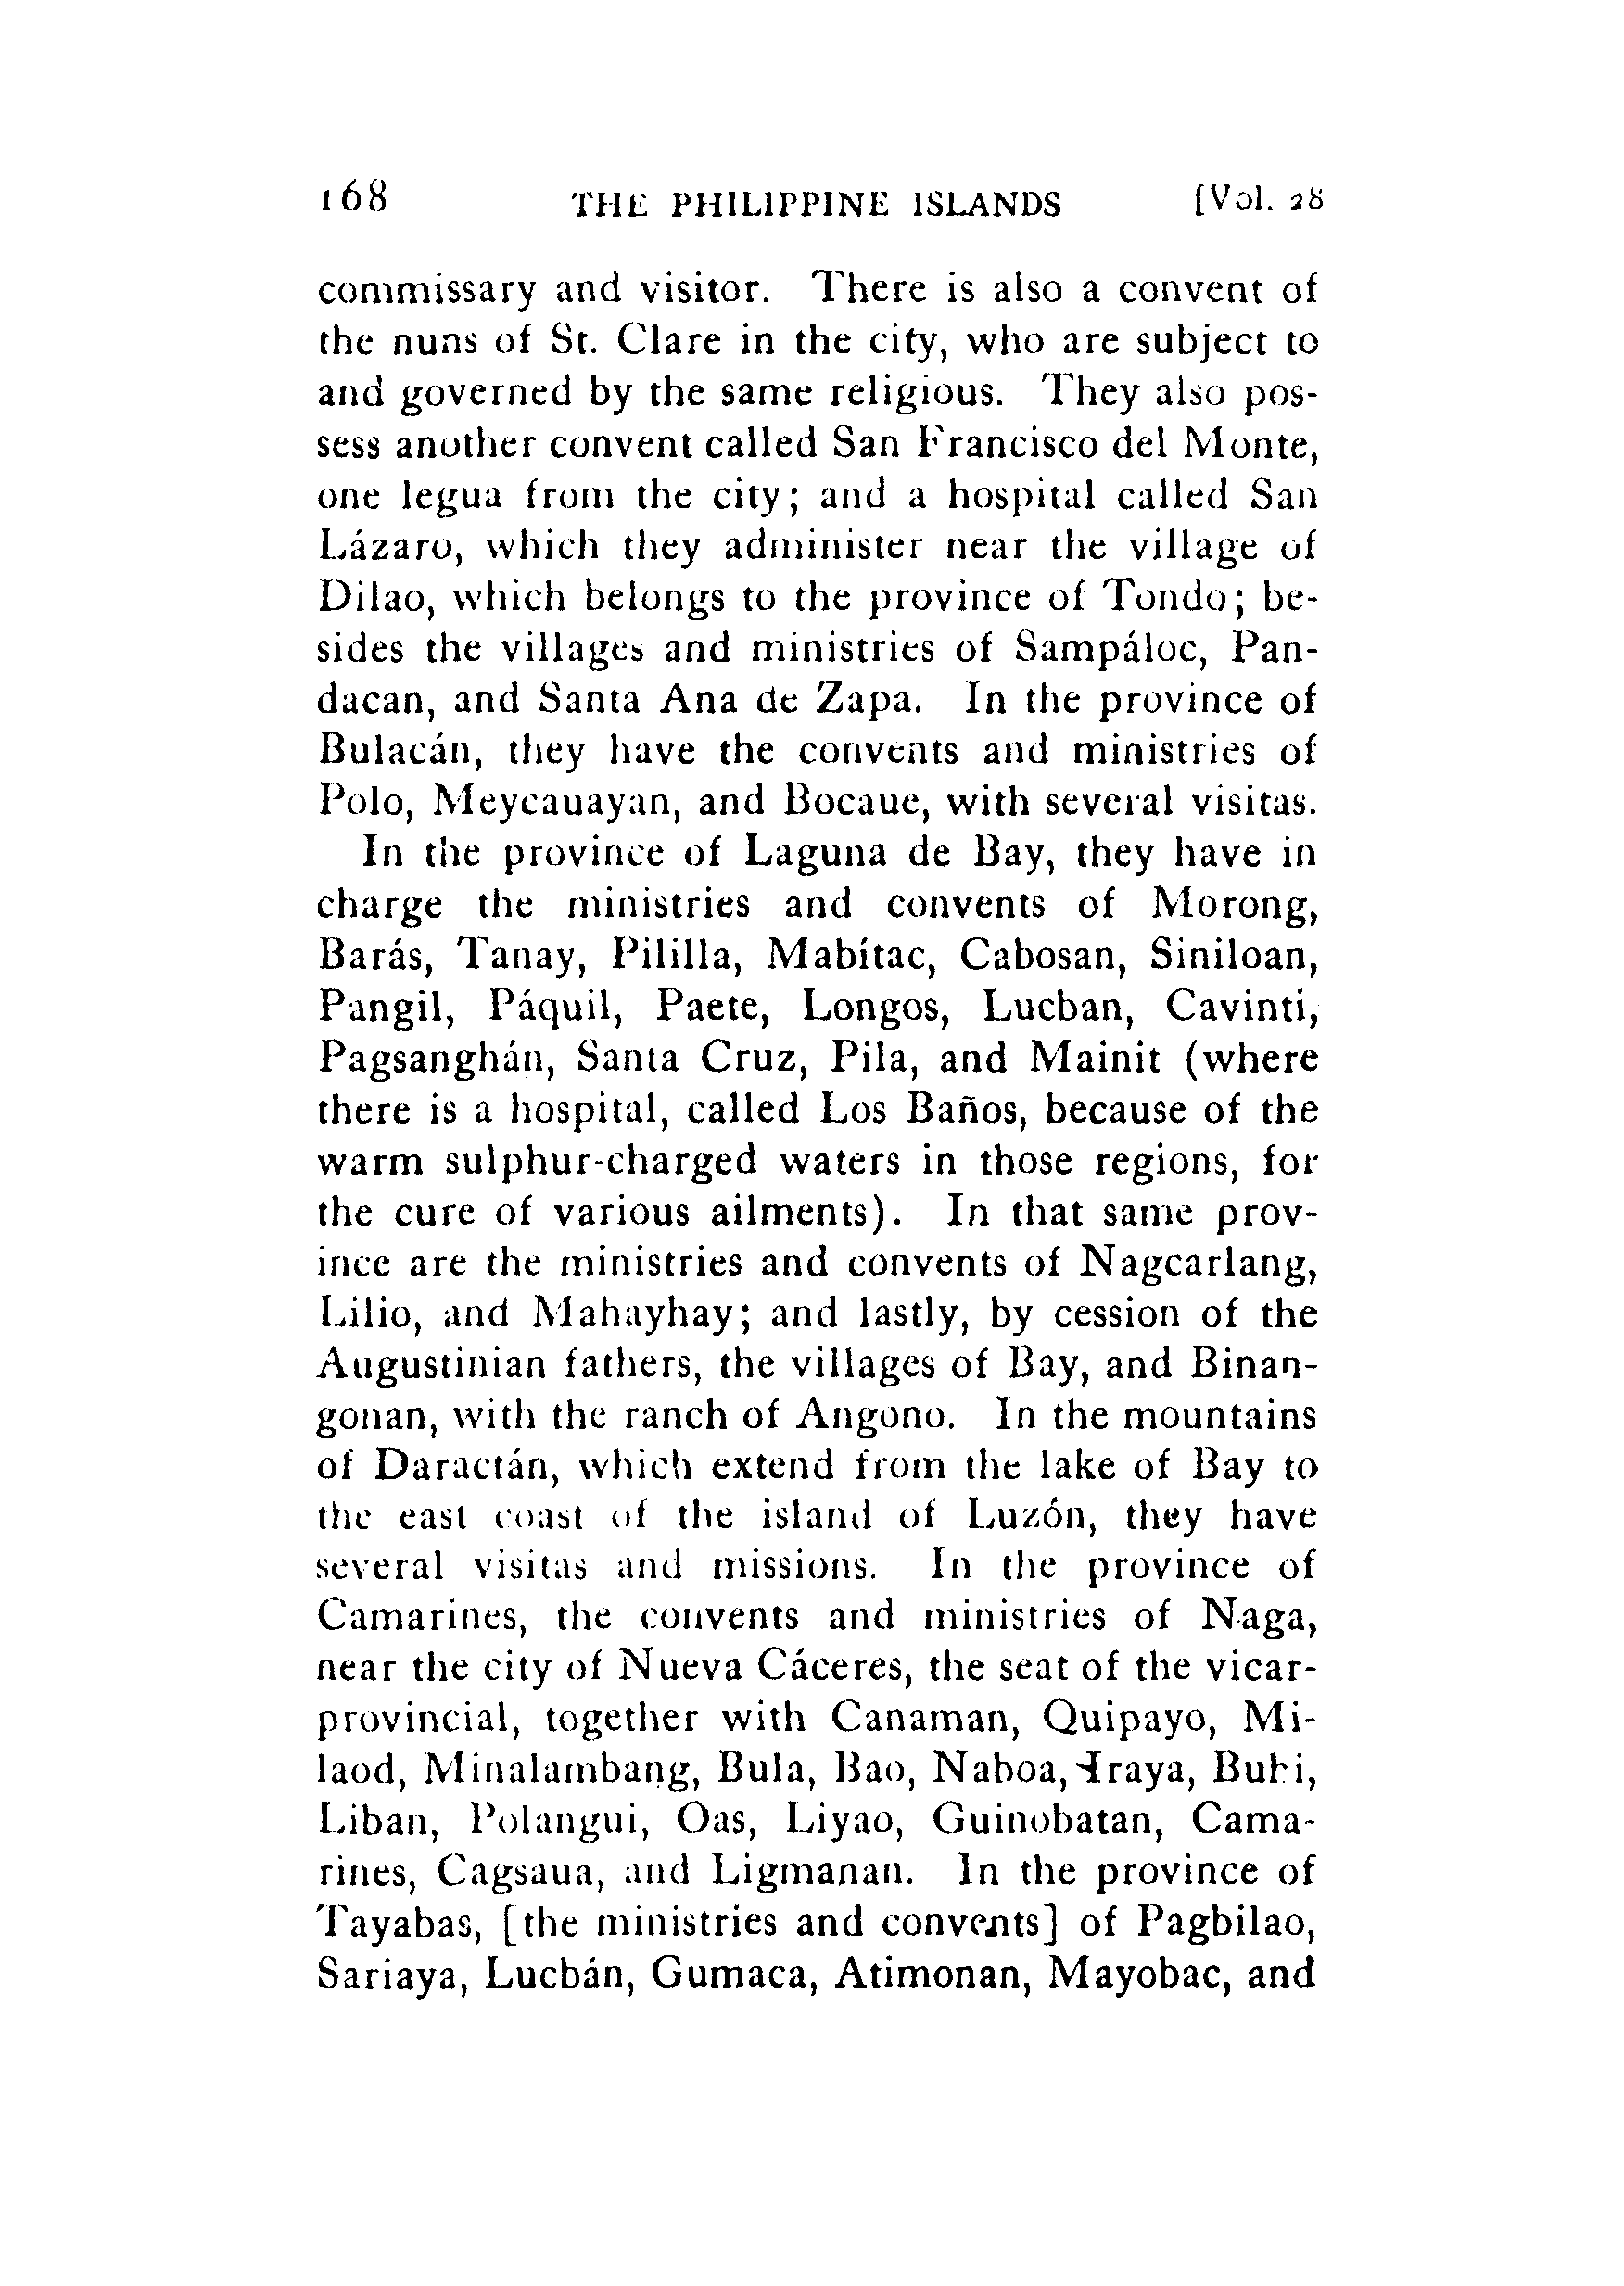 168 THE PHILIPPINE ISLANDS [Vol. 28
commissary and visitor. There is also a convent of
the nuns of St. Clare in the city, who are subject to
and governed by the same religious. They also pos-
sess another convent called San Francisco del Monte,
one legua from the city; and a hospital called San
Lázaro, which they administer near the village of
Dilao, which belongs to the province of Tondo; be-
sides the villages and ministries of Sampáloc, Pan-
dacan, and Santa Ana de Zapa. In the province of
Bulacán, they have the convents and ministries of
Polo, Meycauayan, and Bocaue, with several visitas.
In the province of Laguna de Bay, they have in
charge the ministries and convents of Morong,
Barás, Tanay, Pililla, Mabítac, Cabosan, Siniloan,
Pangil, Páquil, Paete, Longos, Lucban, Cavinti,
Pagsanghán, Santa Cruz, Pila, and Mainit (where
there is a hospital, called Los Baños, because of the
warm sulphur-charged waters in those regions, for
the cure of various ailments). In that same prov-
ince are the ministries and convents of Nagcarlang,
Lilio, and Mahayhay; and lastly, by cession of the
Augustinian fathers, the villages of Bay, and Binan-
gonan, with the ranch of Angono. In the mountains
of Daractán, which extend from the lake of Bay to
the east coast of the island of Luzón, they have
several visitas and missions. In the province of
Camarines, the convents and ministries of Naga,
near the city of Nueva Cáceres, the seat of the vicar-
provincial, together with Canaman, Quipayo, Mi-
laod, Minalambang, Bula, Bao, Naboa, Iraya, Buhi,
Liban, Polangui, Oas, Liyao, Guinobatan, Cama-
rines, Cagsaua, and Ligmanan. In the province of
Tayabas, [the ministries and convents] of Pagbilao,
Sariaya, Lucbán, Gumaca, Atimonan, Mayobac, and